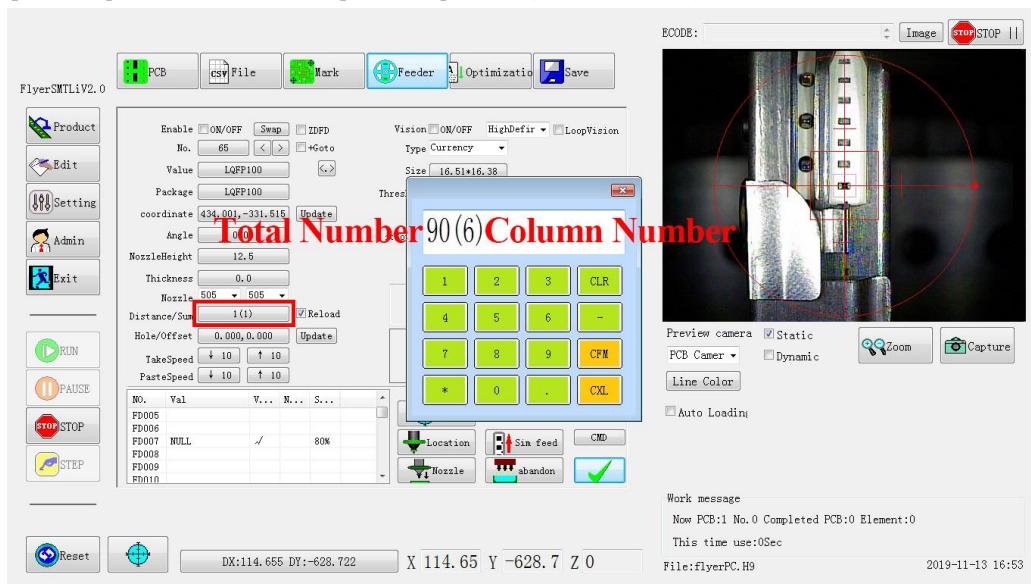 ECODE:
Image
STOP STOP ||
PCB
CSV File
Mark
Feeder
Optimizatio
Save
FlyerSMTLiV2.0
Product
Edit
Setting
Admin
Exit
RUN
PAUSE
STOP STOP
STEP
Reset
Enable ON/OFF Swap ZDFD
No. 65 < > +Goto
Value LQFP100 <.>
Package LQFP100
coordinate 434.001,-331.515 Update
Angle
NozzleHeight 12.5
Thickness 0.0
Nozzle 505 505
Distance/Sum 1(1) Reload
Hole/Offset 0.000,0.000 Update
TakeSpeed ↓ 10 ↑ 10
PasteSpeed ↓ 10 ↑ 10
Vision ON/OFF HighDefir LoopVision
Type Currency
Size 16.51*16.38
Thres
Total Number 90(6) Column Number
1 2 3 CLR
4 5 6 -
7 8 9 CFM
* 0 . CXL
NO. Val V... N... S...
FD005
FD006
FD007 NULL √ 80%
FD008
FD009
FD010
Location
Sim feed
CMD
Nozzle
abandon
DX:114.655 DY:-628.722
X 114.65 Y -628.7 Z 0
Preview camera Static
PCB Camer Dynamic
Zoom
Capture
Line Color
Auto Loadin
Work message
Now PCB:1 No.0 Completed PCB:0 Element:0
This time use:0Sec
File:flyerPC.H9
2019-11-13 16:53